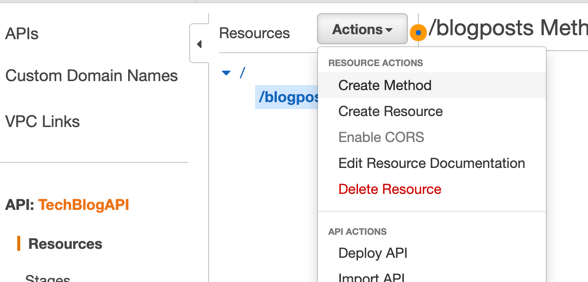 APIs
Custom Domain Names
VPC Links
API: TechBlogAPI
Resources
Stages
Resources
Actions
/blogposts Meth
/
/blogpos
RESOURCE ACTIONS
Create Method
Create Resource
Enable CORS
Edit Resource Documentation
Delete Resource
API ACTIONS
Deploy API
Import API